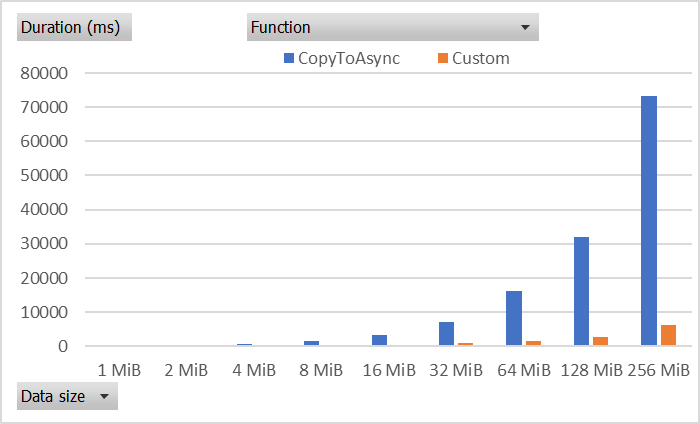 Duration (ms)
Function
CopyToAsync
Custom
80000
70000
60000
50000
40000
30000
20000
10000
0
1 MiB 2 MiB 4 MiB 8 MiB 16 MiB 32 MiB 64 MiB 128 MiB 256 MiB
Data size